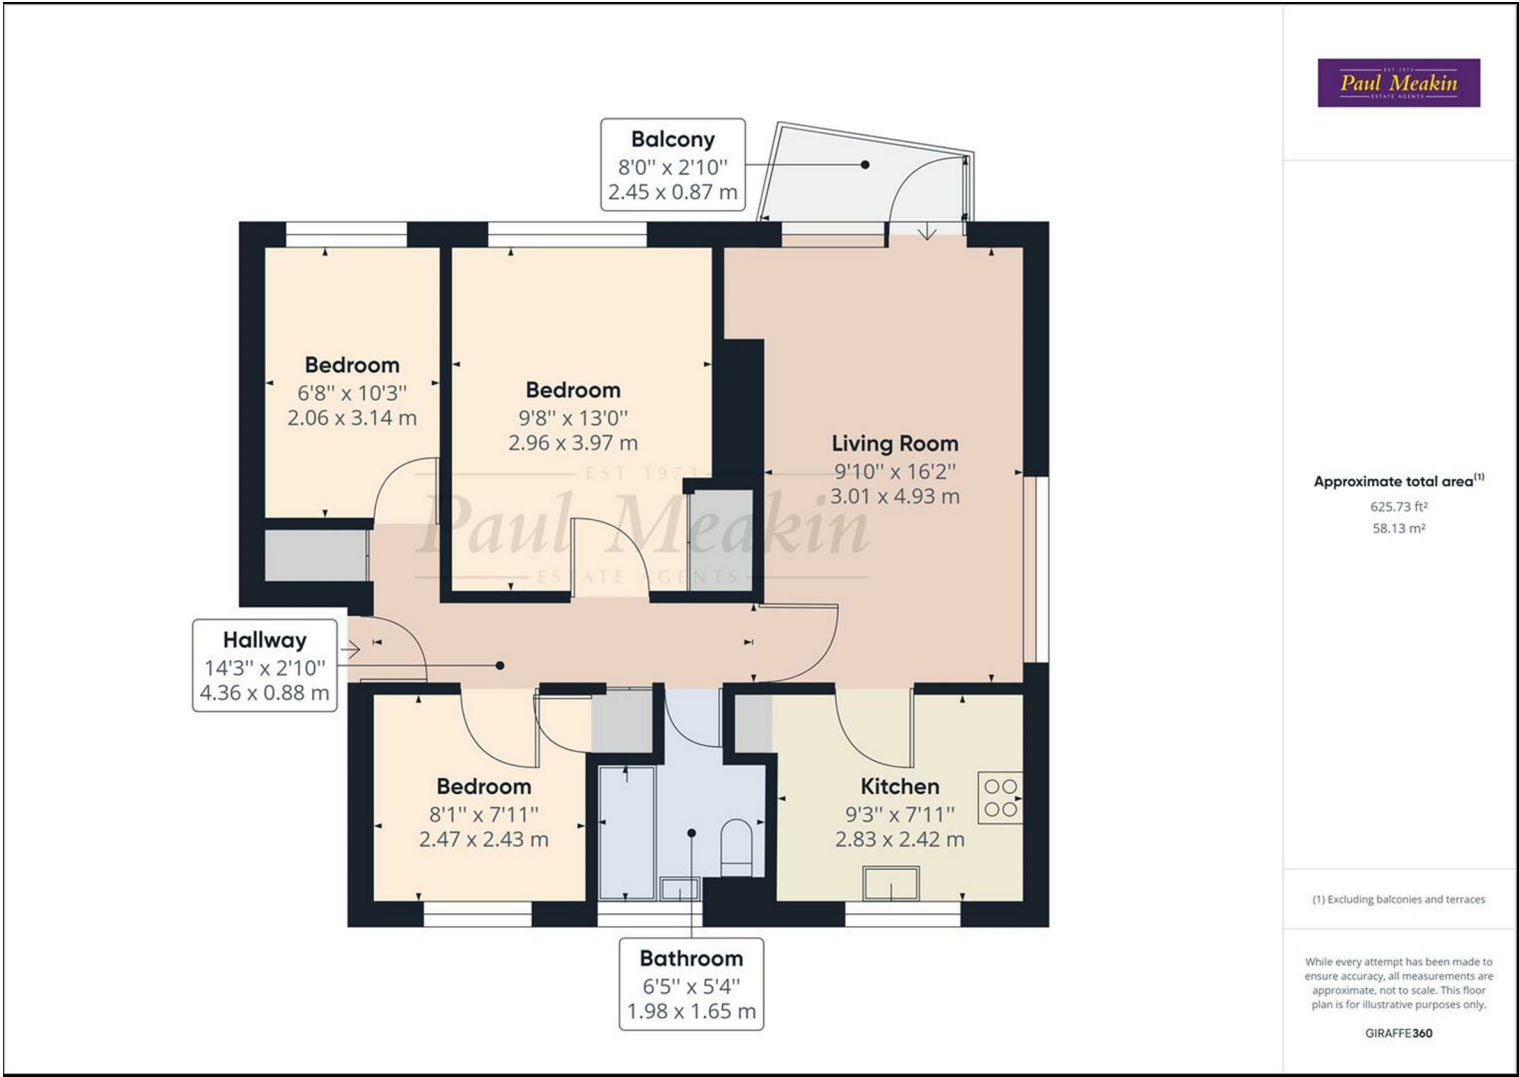 EST 1973
Paul Meakin
ESTATE AGENTS
Balcony
8'0'' x 2'10''
2.45 x 0.87 m
Bedroom
6'8'' x 10'3''
2.06 x 3.14 m
Bedroom
9'8'' x 13'0''
2.96 x 3.97 m
Living Room
9'10'' x 16'2''
3.01 x 4.93 m
EST 1973
Paul Meakin
ESTATE AGENTS
Approximate total area(1)
625.73 ft²
58.13 m²
Hallway
14'3'' x 2'10''
4.36 x 0.88 m
Bedroom
8'1'' x 7'11''
2.47 x 2.43 m
Kitchen
9'3'' x 7'11''
2.83 x 2.42 m
Bathroom
6'5'' x 5'4''
1.98 x 1.65 m
(1) Excluding balconies and terraces
While every attempt has been made to
ensure accuracy, all measurements are
approximate, not to scale. This floor
plan is for illustrative purposes only.
GIRAFFE360